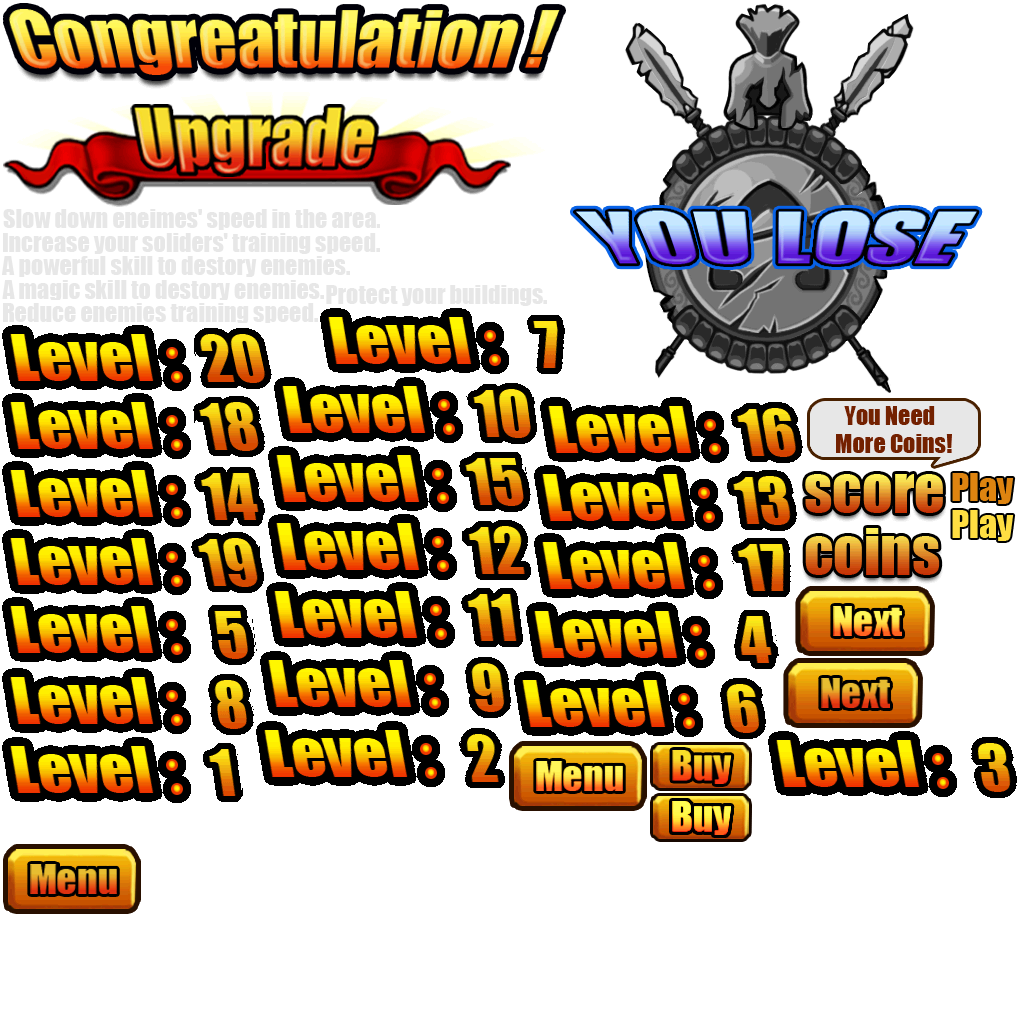 Congreatulation !
Upgrade
YOU LOSE
Slow down eneimes' speed in the area.
Increase your soliders' training speed.
A powerful skill to destory enemies.
A magic skill to destory enemies.
Protect your buildings.
Reduce enemies training speed.
Level: 20
Level: 7
Level: 18
Level: 10
Level: 16
You Need
More Coins!
Level: 14
Level: 15
Level: 13
score
Play
Play
Level: 19
Level: 12
Level: 17
coins
Level: 5
Level: 11
Level: 4
Next
Level: 8
Level: 9
Level: 6
Next
Level: 1
Level: 2
Menu
Buy
Buy
Level: 3
Menu